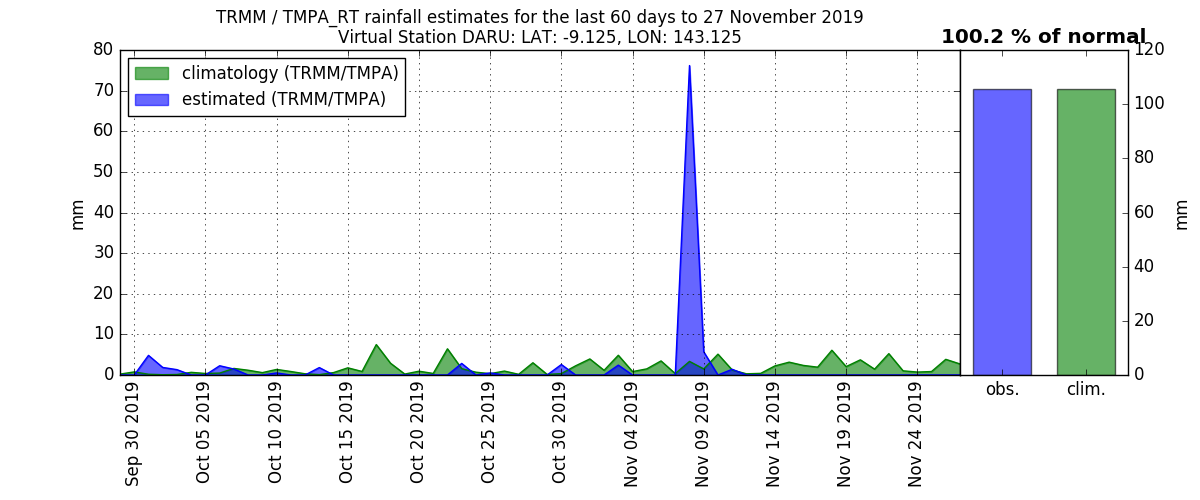 TRMM / TMPA_RT rainfall estimates for the last 60 days to 27 November 2019
Virtual Station DARU: LAT: -9.125, LON: 143.125
100.2 % of normal
climatology (TRMM/TMPA)
estimated (TRMM/TMPA)
mm
80
70
60
50
40
30
20
10
0
Sep 30 2019
Oct 05 2019
Oct 10 2019
Oct 15 2019
Oct 20 2019
Oct 25 2019
Oct 30 2019
Nov 04 2019
Nov 09 2019
Nov 14 2019
Nov 19 2019
Nov 24 2019
obs.
clim.
120
100
80
60
40
20
0
mm